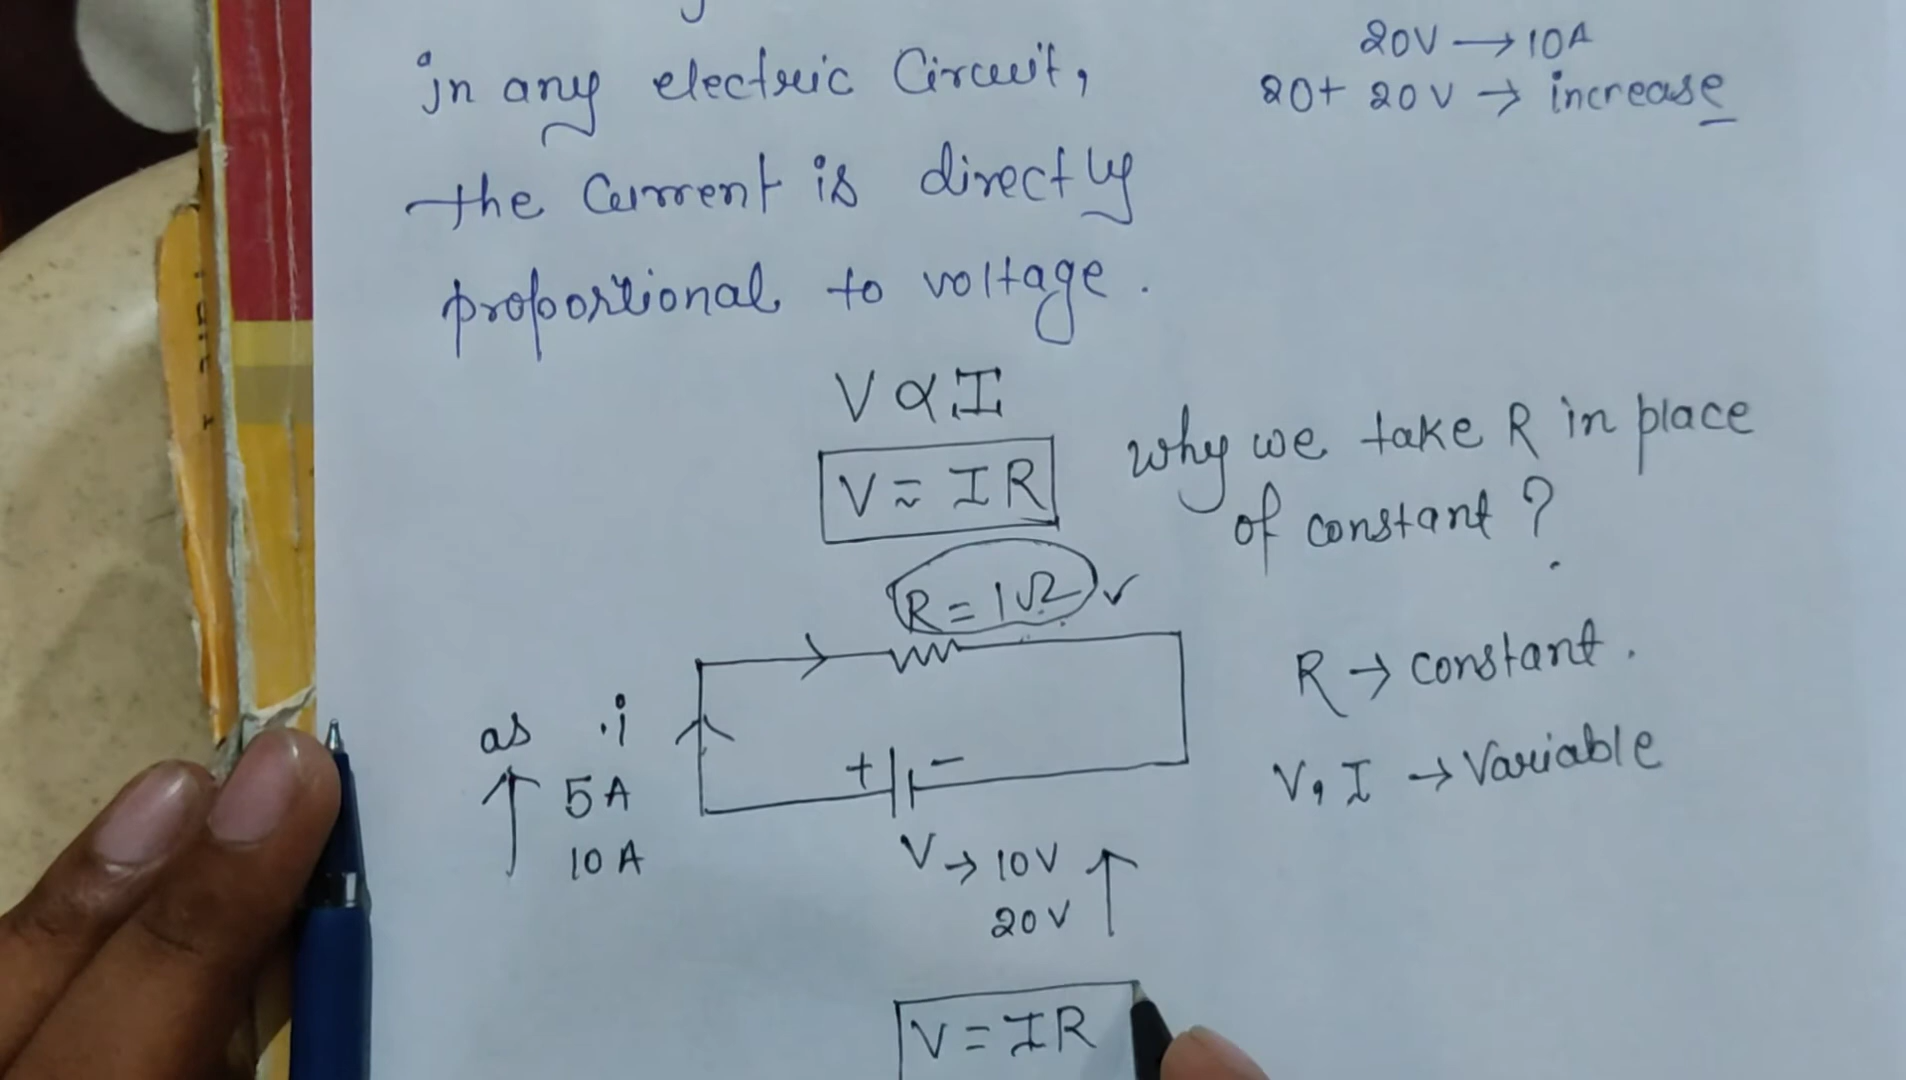 in any electric Circuit,
the Current is directly
proportional to voltage.
20V → 10A
20+ 20V → increase
V ∝ I
V = IR
why we take R in place
of constant ?
R = 1Ω ✓
R → constant.
V, I → Variable
as i
↑ 5A
10A
+ -
V → 10V ↑
20V
V = IR